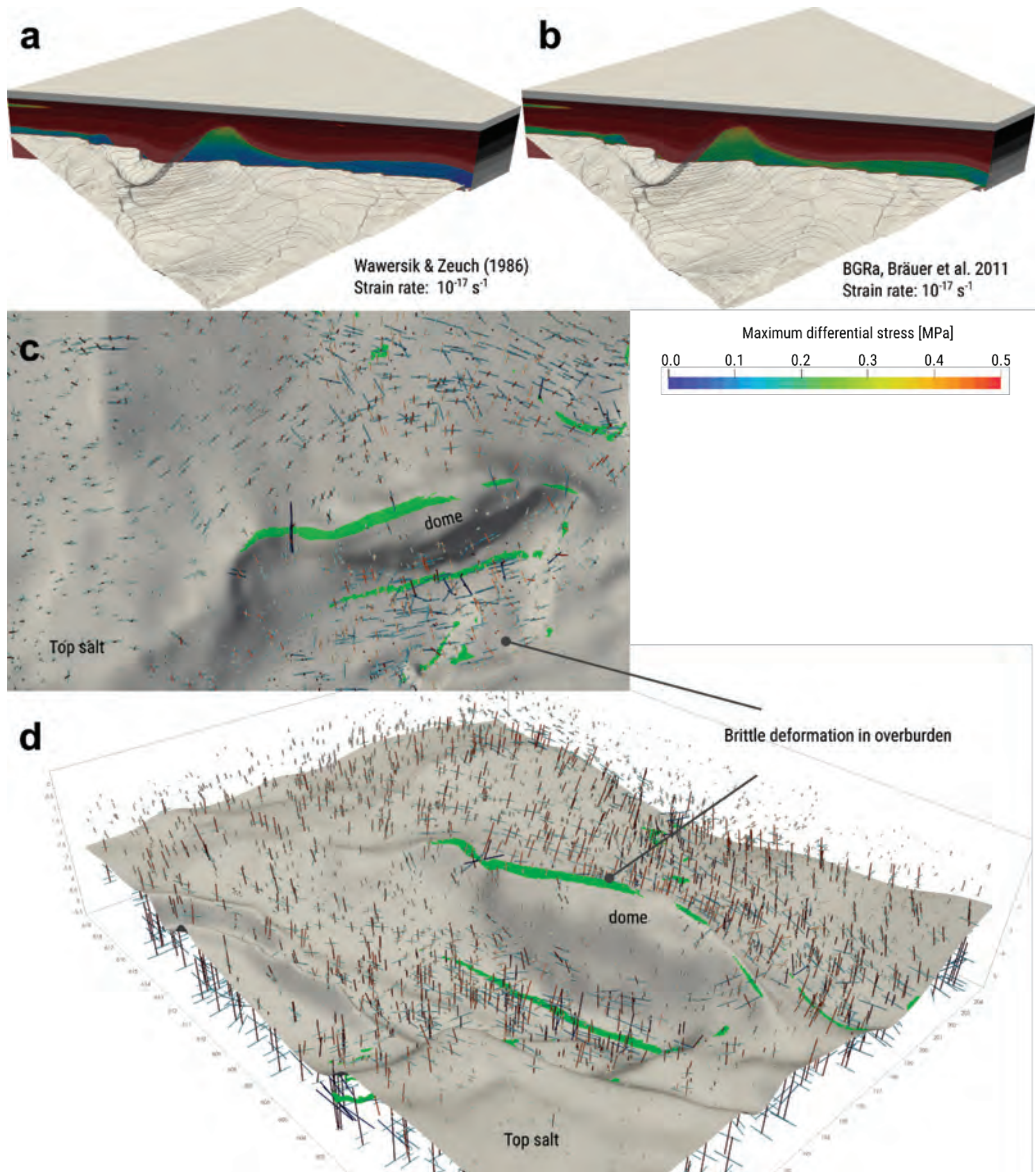 a
b
Wawersik & Zeuch (1986)
Strain rate: 10⁻¹⁷ s⁻¹
BGRa, Bräuer et al. 2011
Strain rate: 10⁻¹⁷ s⁻¹
c
Maximum differential stress [MPa]
0.0 0.1 0.2 0.3 0.4 0.5
dome
Top salt
d
Brittle deformation in overburden
dome
Top salt